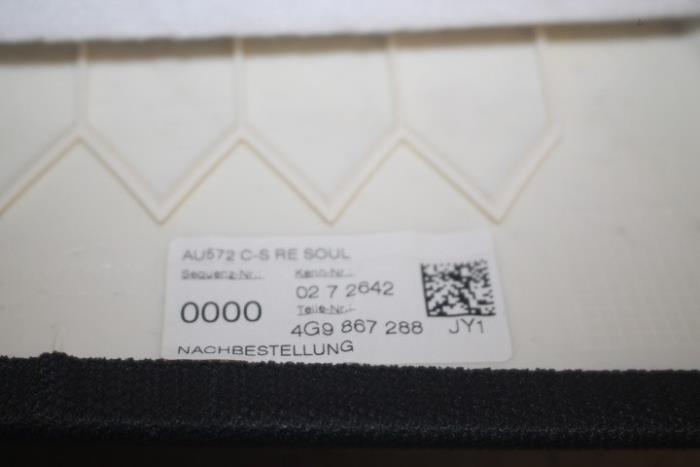 AU572 C-S RE SOUL
Sequenz-Nr.: Kenn-Nr.:
0000 02 7 2642
Teile-Nr.:
4G9 867 288 JY1
NACHBESTELLUNG